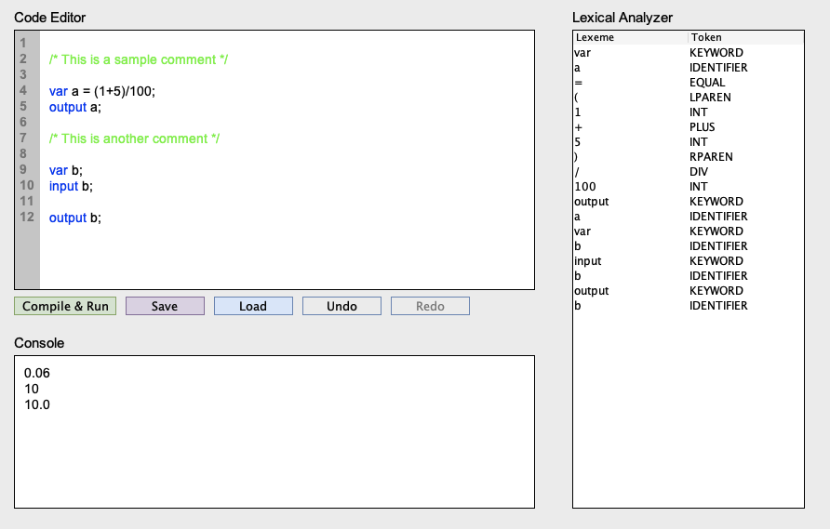 Code Editor
1
2 /* This is a sample comment */
3
4 var a = (1+5)/100;
5 output a;
6
7 /* This is another comment */
8
9 var b;
10 input b;
11
12 output b;
Compile & Run Save Load Undo Redo
Console
0.06
10
10.0
Lexical Analyzer
Lexeme Token
var KEYWORD
a IDENTIFIER
= EQUAL
( LPAREN
1 INT
+ PLUS
5 INT
) RPAREN
/ DIV
100 INT
output KEYWORD
a IDENTIFIER
var KEYWORD
b IDENTIFIER
input KEYWORD
b IDENTIFIER
output KEYWORD
b IDENTIFIER